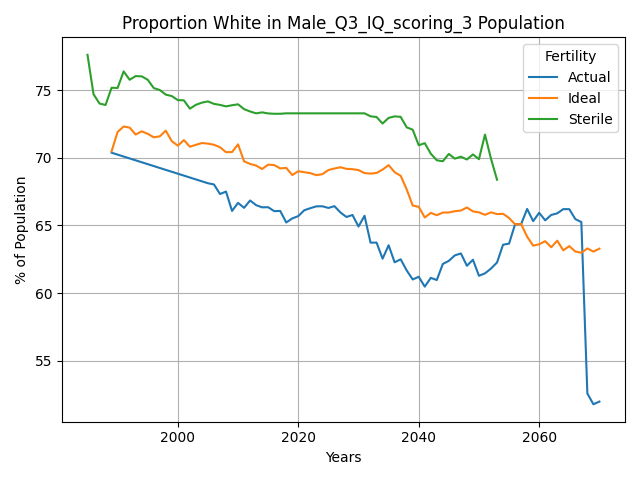 Proportion White in Male_Q3_IQ_scoring_3 Population
Fertility
Actual
Ideal
Sterile
% of Population
75
70
65
60
55
2000
2020
2040
2060
Years